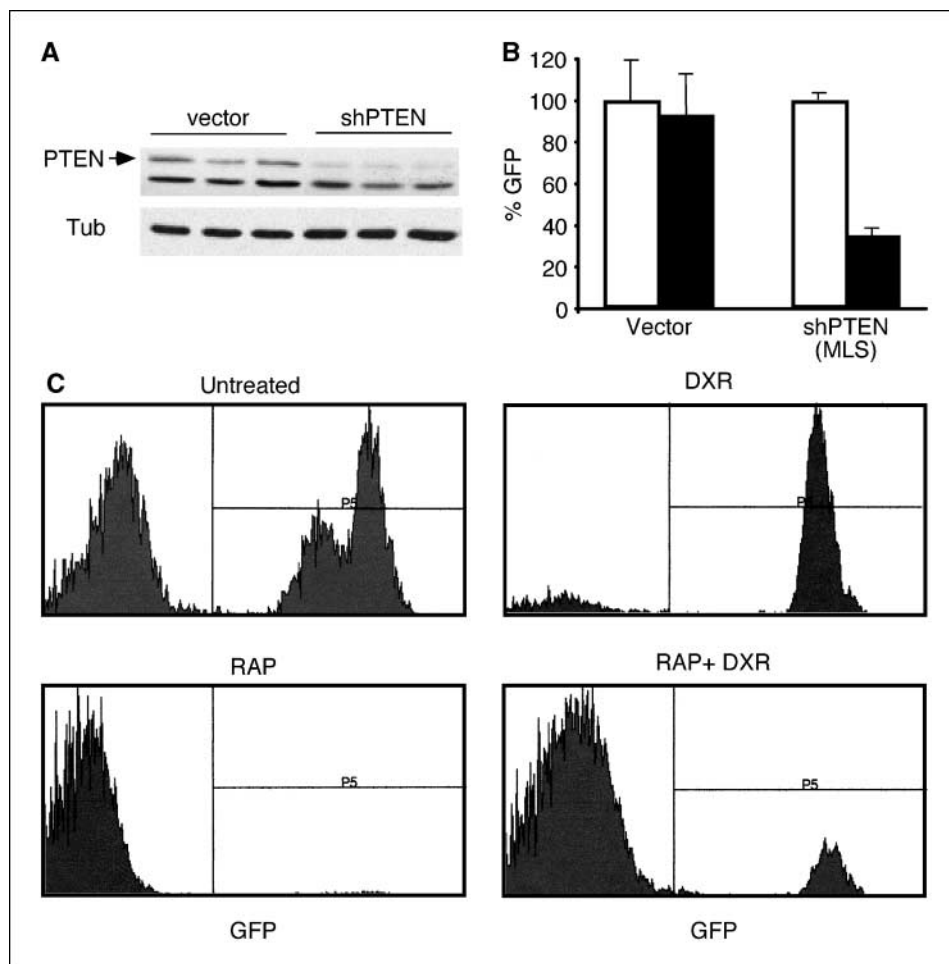 A
vector shPTEN
PTEN
Tub
B
% GFP
120
100
80
60
40
20
0
Vector
shPTEN
(MLS)
C
Untreated
P5
DXR
RAP
P5
GFP
RAP+ DXR
P5
GFP